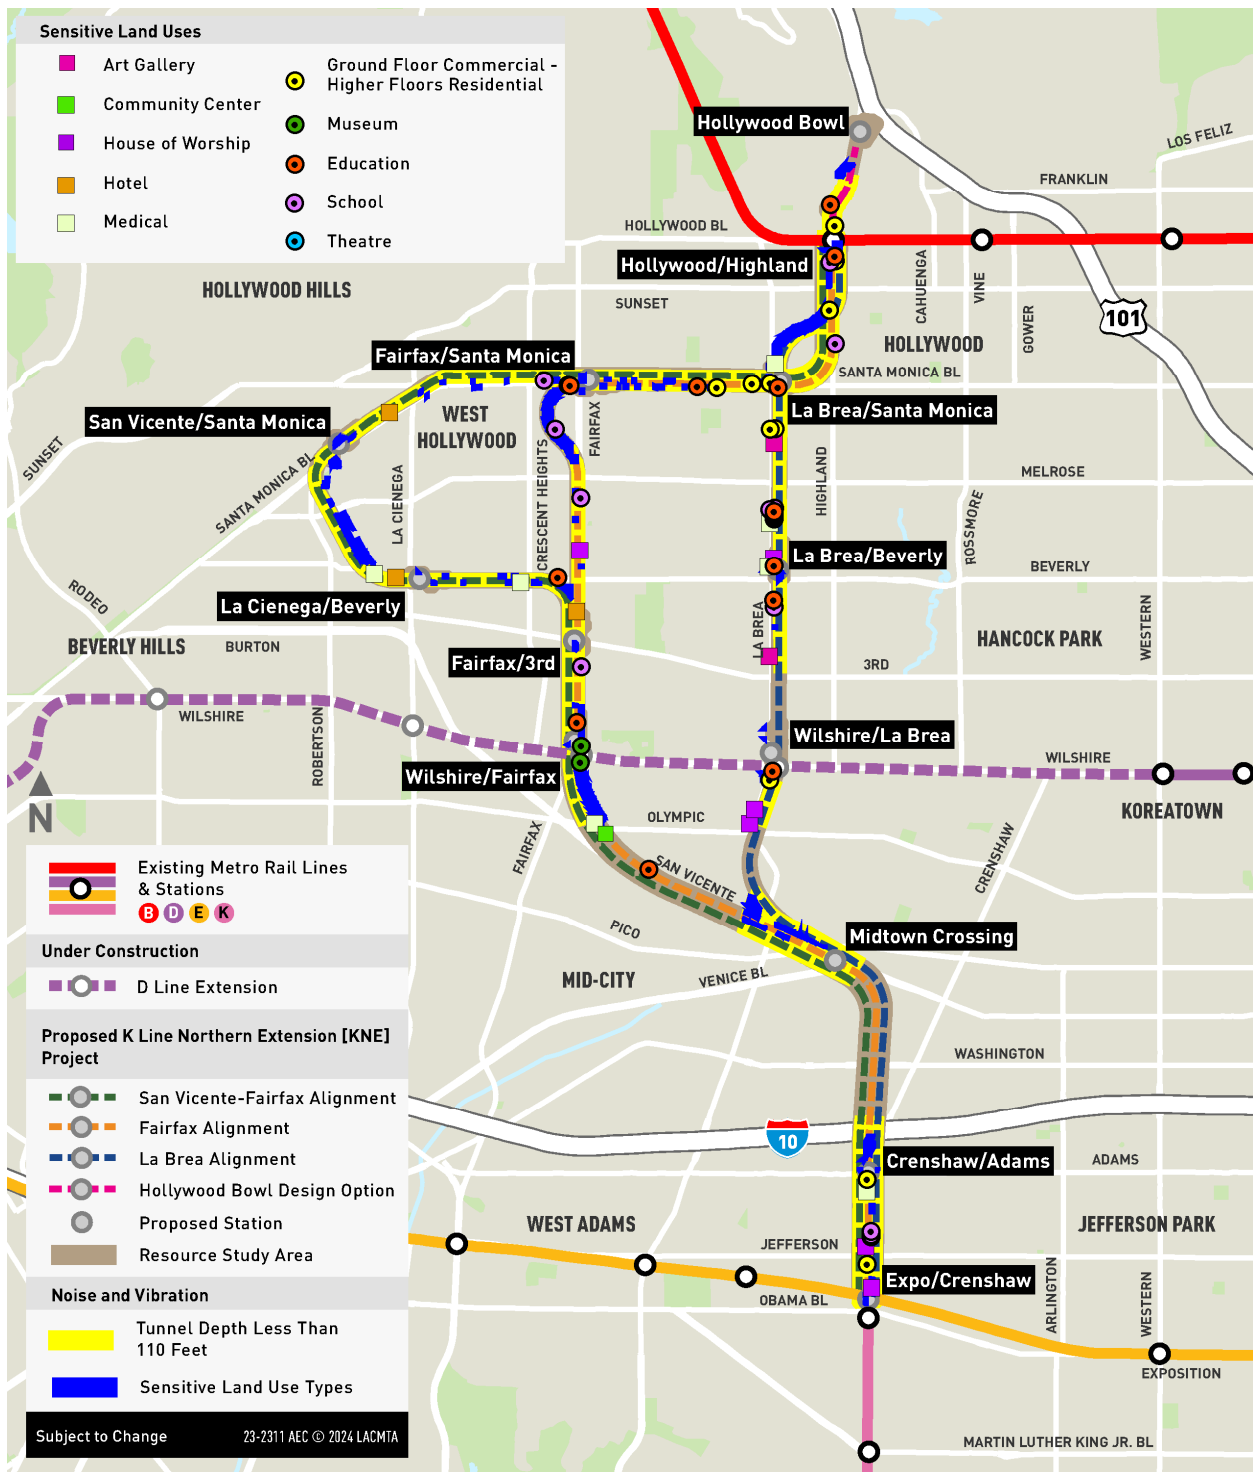 Sensitive Land Uses
Art Gallery
Community Center
House of Worship
Hotel
Medical
Ground Floor Commercial -
Higher Floors Residential
Museum
Education
School
Theatre
Hollywood Bowl
LOS FELIZ
FRANKLIN
HOLLYWOOD BL
Hollywood/Highland
CAHUENGA
VINE
GOWER
101
HOLLYWOOD HILLS
SUNSET
HOLLYWOOD
Fairfax/Santa Monica
SANTA MONICA BL
San Vicente/Santa Monica
WEST
HOLLYWOOD
FAIRFAX
La Brea/Santa Monica
SUNSET
SANTA MONICA BL
LA CIENEGA
CRESCENT HEIGHTS
HIGHLAND
MELROSE
ROSSMORE
La Brea/Beverly
BEVERLY
RODEO
La Cienega/Beverly
LA BREA
WESTERN
BEVERLY HILLS
BURTON
HANCOCK PARK
Fairfax/3rd
3RD
WILSHIRE
ROBERTSON
Wilshire/La Brea
WILSHIRE
Wilshire/Fairfax
N
KOREATOWN
OLYMPIC
FAIRFAX
CRENSHAW
SAN VICENTE
PICO
Midtown Crossing
MID-CITY
VENICE BL
WASHINGTON
10
Crenshaw/Adams
ADAMS
WEST ADAMS
JEFFERSON
JEFFERSON PARK
Expo/Crenshaw
OBAMA BL
ARLINGTON
WESTERN
EXPOSITION
MARTIN LUTHER KING JR. BL
Existing Metro Rail Lines
& Stations
B D E K
Under Construction
D Line Extension
Proposed K Line Northern Extension [KNE]
Project
San Vicente-Fairfax Alignment
Fairfax Alignment
La Brea Alignment
Hollywood Bowl Design Option
Proposed Station
Resource Study Area
Noise and Vibration
Tunnel Depth Less Than
110 Feet
Sensitive Land Use Types
Subject to Change
23-2311 AEC © 2024 LACMTA